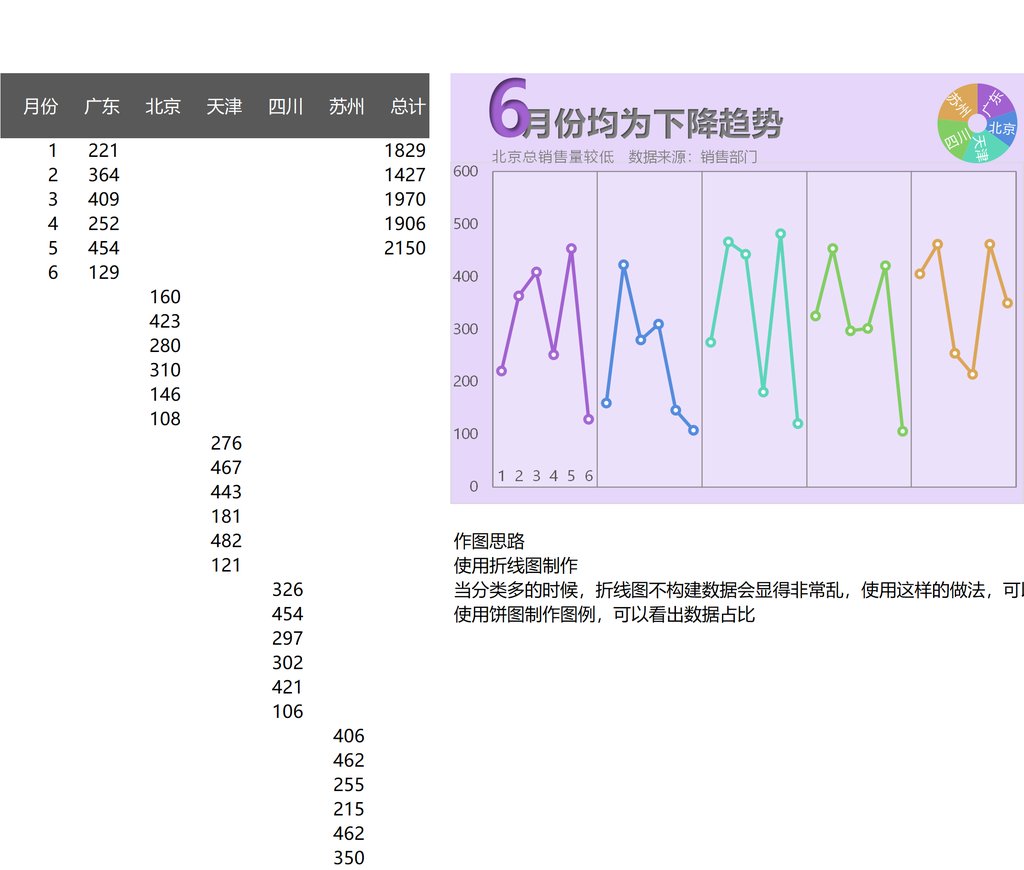 月份 广东 北京 天津 四川 苏州 总计
1 221 1829
2 364 1427
3 409 1970
4 252 1906
5 454 2150
6 129
160
423
280
310
146
108
276
467
443
181
482
121
326
454
297
302
421
106
406
462
255
215
462
350
6月份均为下降趋势
北京总销售量较低 数据来源：销售部门
广东
北京
天津
四川
苏州
600
500
400
300
200
100
0
1 2 3 4 5 6
作图思路
使用折线图制作
当分类多的时候，折线图不构建数据会显得非常乱，使用这样的做法，可
使用饼图制作图例，可以看出数据占比